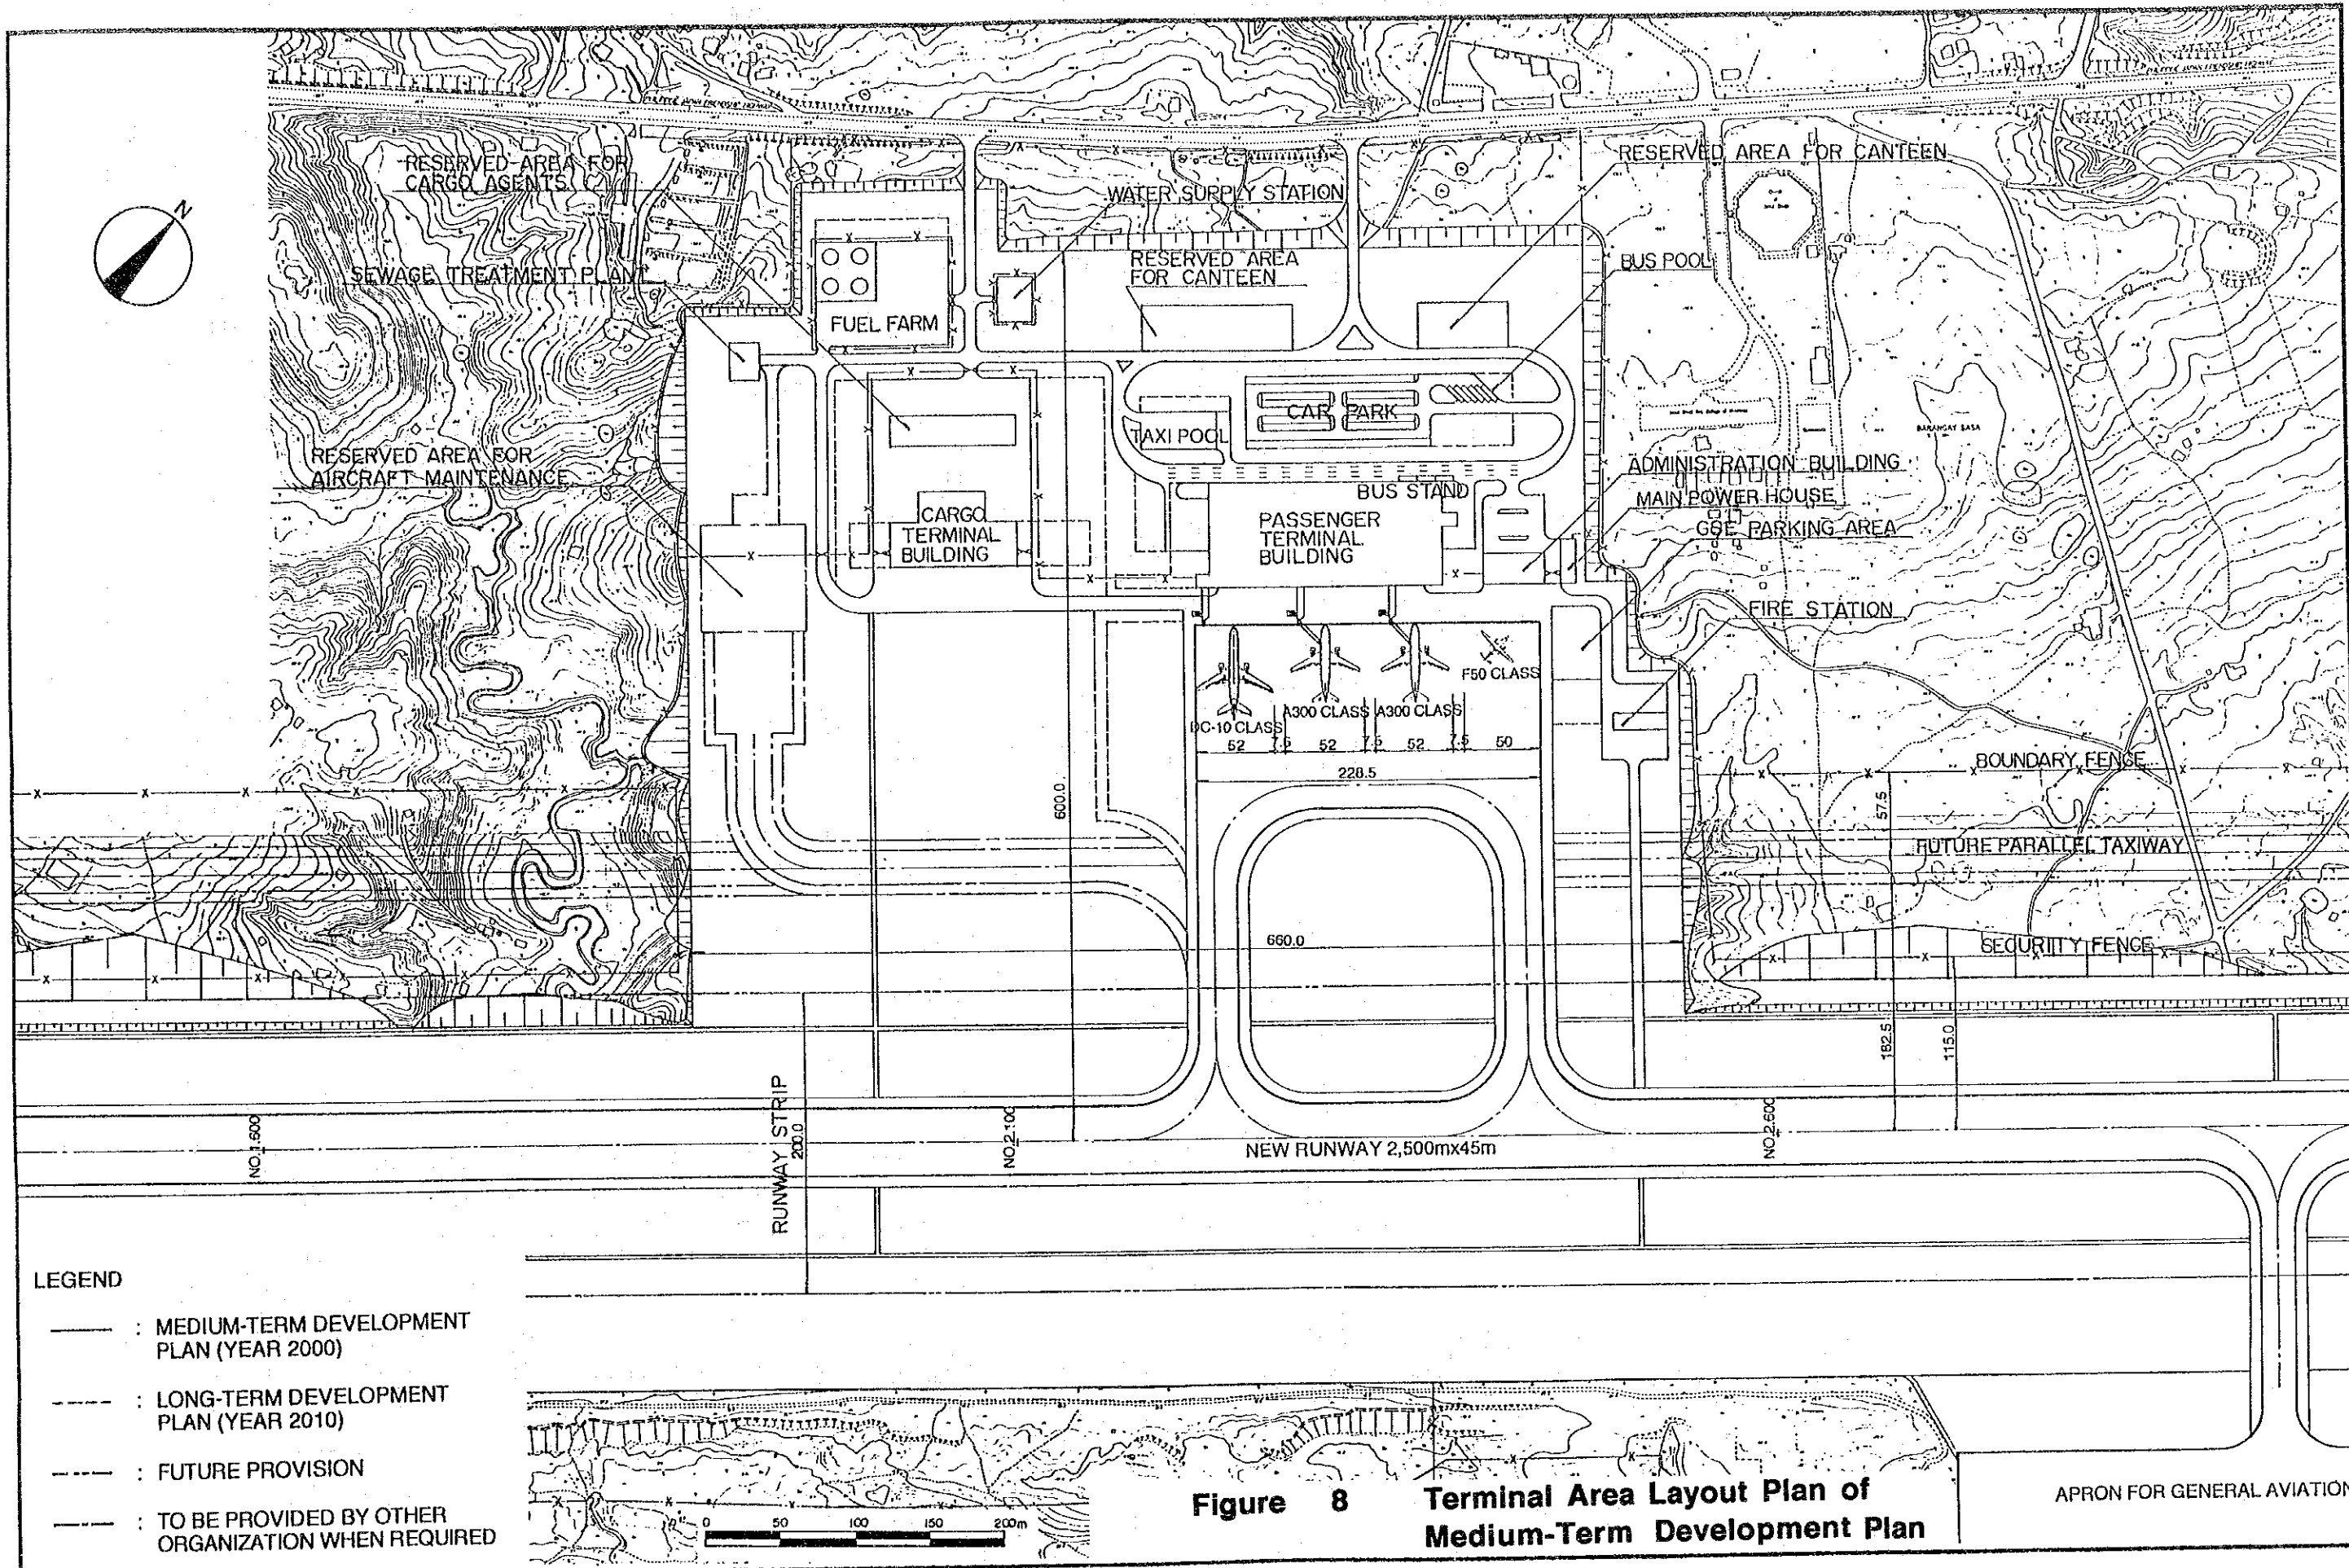 RESERVED AREA FOR
CARGO AGENTS
RESERVED AREA FOR CANTEEN
WATER SUPPLY STATION
N
SEWAGE TREATMENT PLANT
RESERVED AREA
FOR CANTEEN
BUS POOL
FUEL FARM
CAR PARK
TAXI POOL
BARANGAY SASA
RESERVED AREA FOR
AIRCRAFT MAINTENANCE
ADMINISTRATION BUILDING
BUS STAND
MAIN POWER HOUSE
CARGO
TERMINAL
BUILDING
PASSENGER
TERMINAL
BUILDING
GSE PARKING AREA
FIRE STATION
F50 CLASS
DC-10 CLASS
A300 CLASS
A300 CLASS
52
7.5
52
7.5
52
7.5
50
228.5
600.0
BOUNDARY FENCE
57.5
FUTURE PARALLEL TAXIWAY
660.0
SECURIITY FENCE
182.5
115.0
RUNWAY STRIP
200.0
NO.1.600
NO.2.100
NO.2.600
NEW RUNWAY 2,500mx45m
LEGEND
: MEDIUM-TERM DEVELOPMENT
PLAN (YEAR 2000)
: LONG-TERM DEVELOPMENT
PLAN (YEAR 2010)
: FUTURE PROVISION
: TO BE PROVIDED BY OTHER
ORGANIZATION WHEN REQUIRED
0 50 100 150 200m
Figure 8 Terminal Area Layout Plan of
Medium-Term Development Plan
APRON FOR GENERAL AVIATION